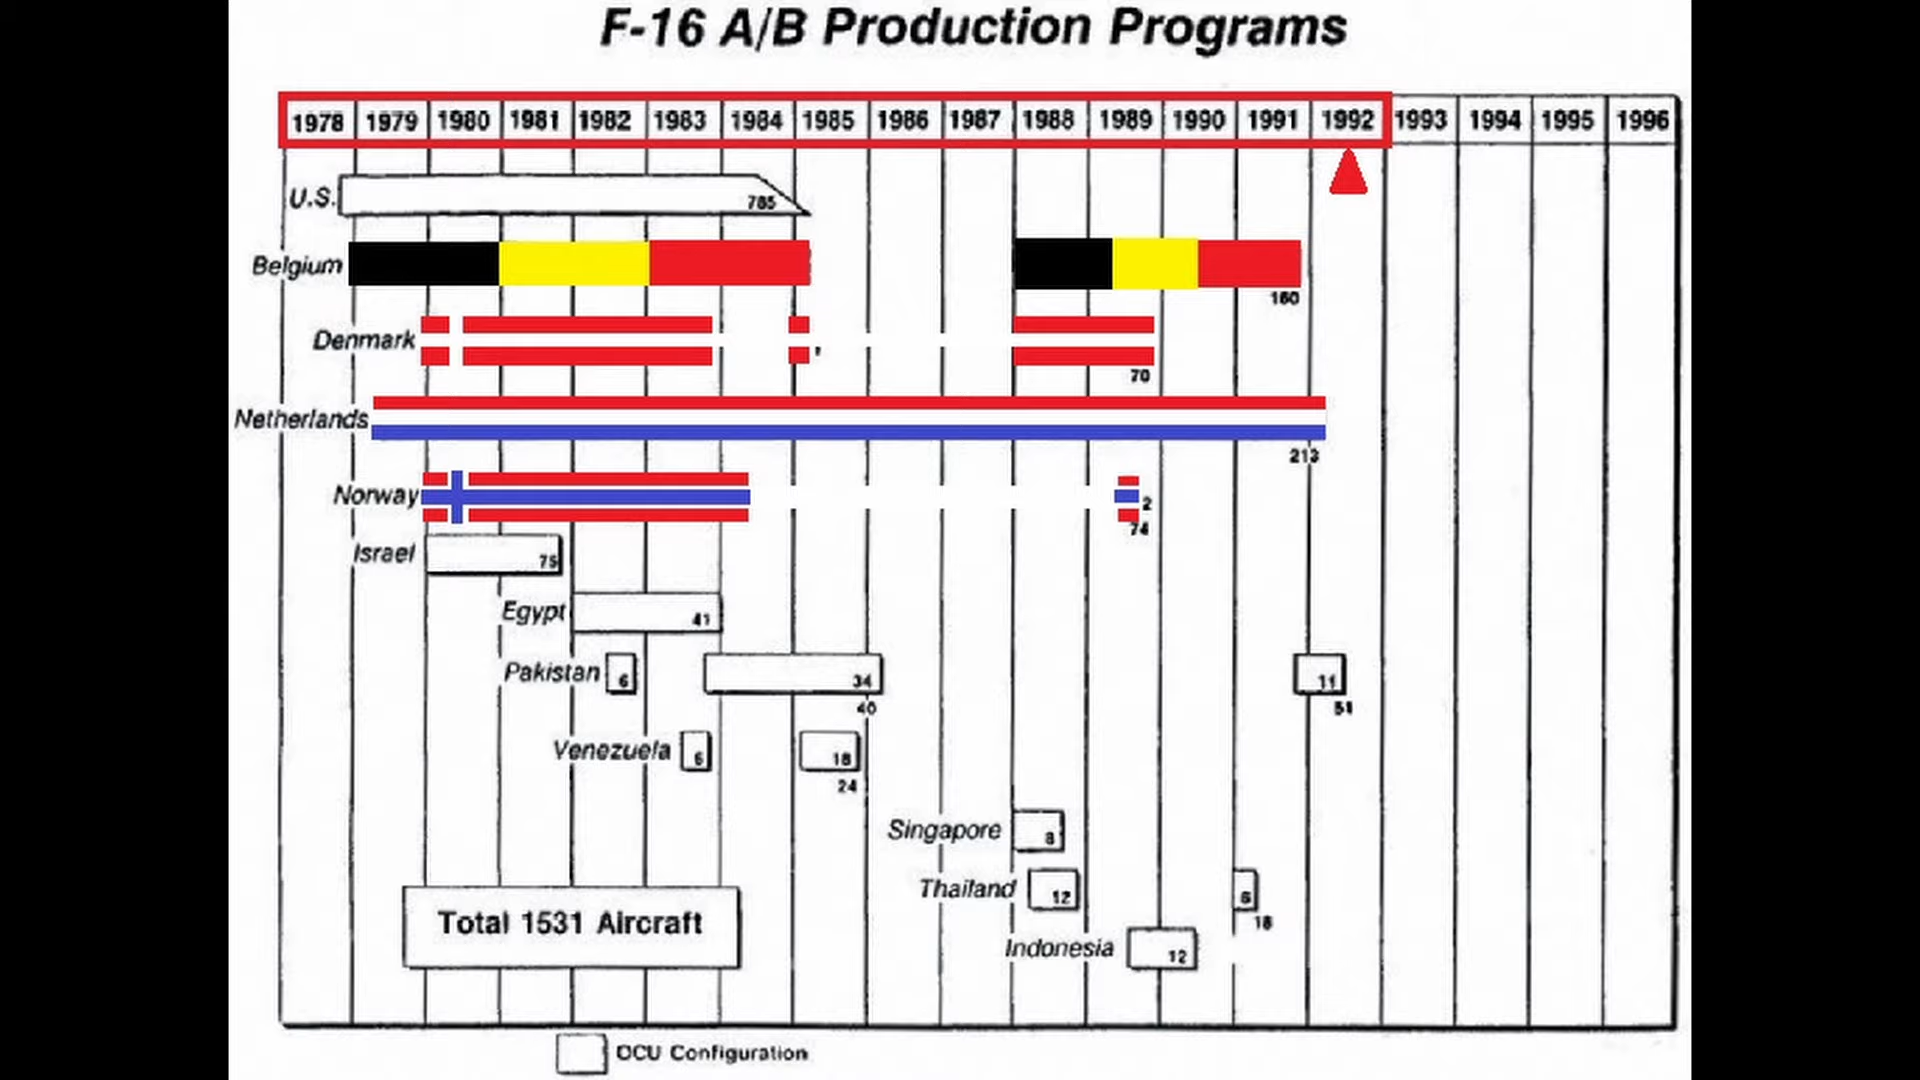 F-16 A/B Production Programs
1978 1979 1980 1981 1982 1983 1984 1985 1986 1987 1988 1989 1990 1991 1992 1993 1994 1995 1996
U.S. 785
Belgium 160
Denmark 70
Netherlands 213
Norway 2
74
Israel 75
Egypt 41
Pakistan 6 34 11
40 51
Venezuela 6 18
24
Singapore 8
Thailand 12 6
18
Indonesia 12
Total 1531 Aircraft
OCU Configuration